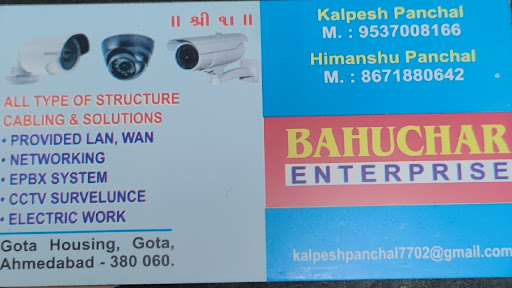 ॥ શ્રી ૧॥ ॥
ALL TYPE OF STRUCTURE
CABLING & SOLUTIONS
• PROVIDED LAN, WAN
• NETWORKING
• EPBX SYSTEM
• CCTV SURVELUNCE
• ELECTRIC WORK
Gota Housing, Gota,
Ahmedabad - 380 060.
Kalpesh Panchal
M. : 9537008166
Himanshu Panchal
M. : 8671880642
BAHUCHAR
ENTERPRISE
kalpeshpanchal7702@gmail.com